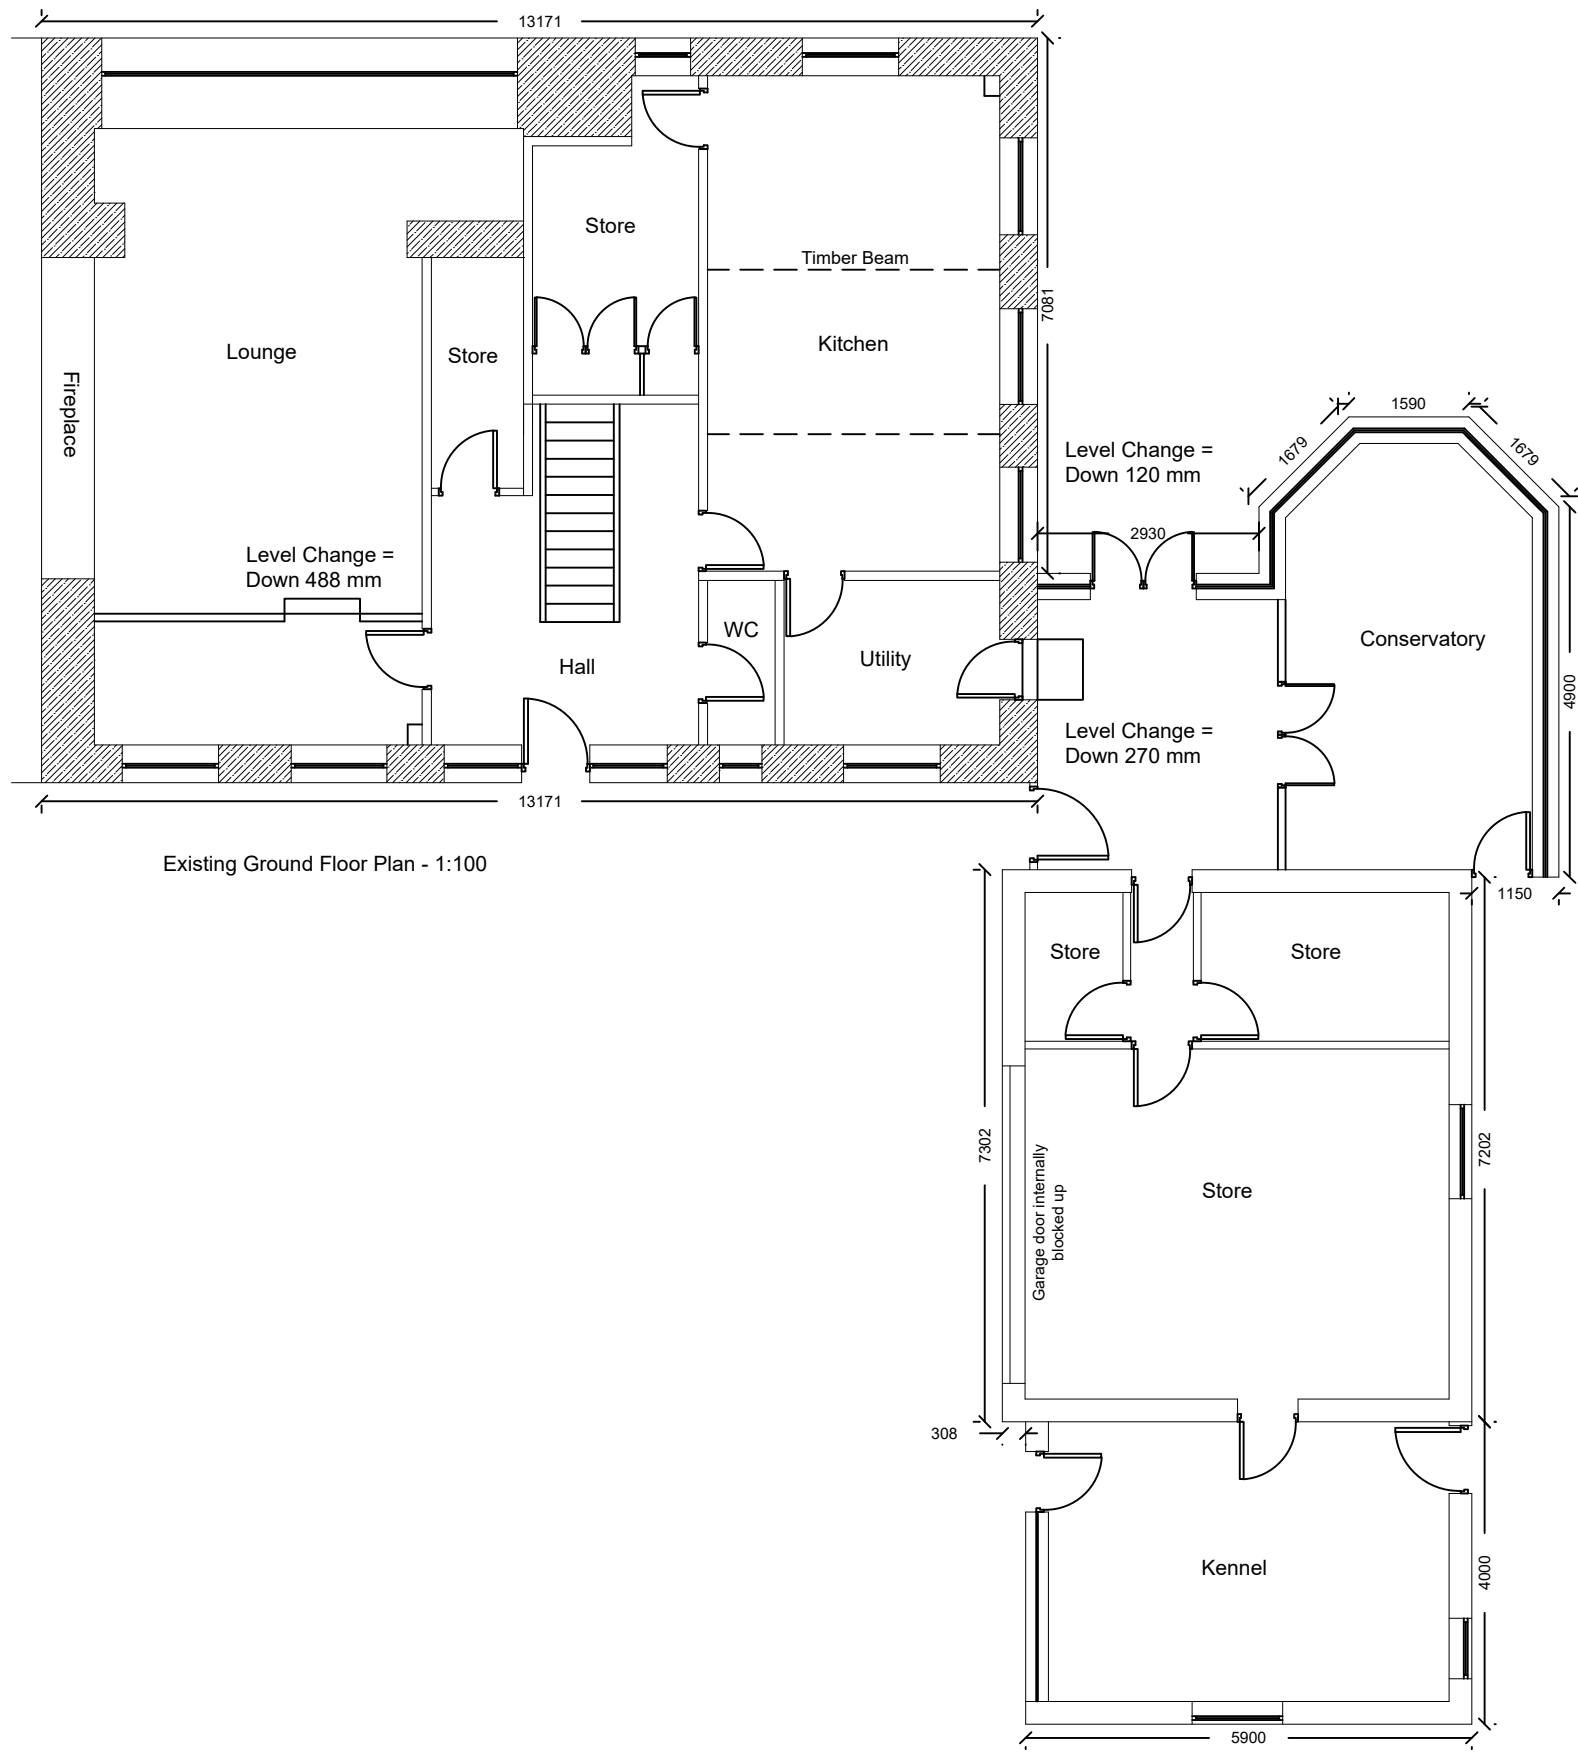 13171
Store
Timber Beam
7081
Kitchen
Lounge
Store
Fireplace
1590
1679
1679
Level Change =
Down 120 mm
2930
Level Change =
Down 488 mm
WC
Utility
Hall
Conservatory
4900
Level Change =
Down 270 mm
13171
Existing Ground Floor Plan - 1:100
1150
Store
Store
7302
Garage door internally
blocked up
Store
7202
308
Kennel
4000
5900